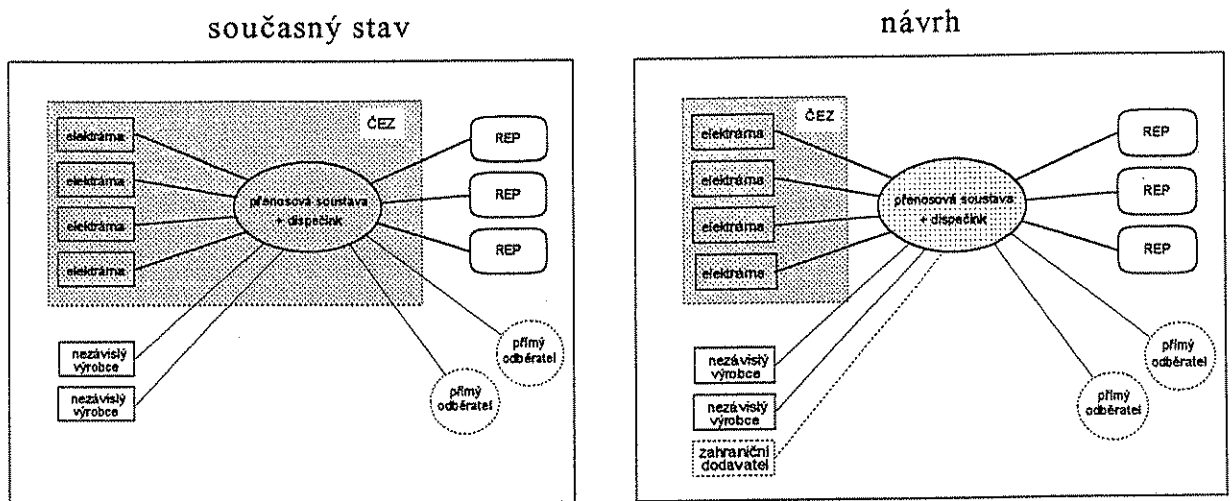 současný stav
ČEZ
elektrárna
elektrárna
elektrárna
elektrárna
přenosová soustava
+ dispečink
REP
REP
REP
nezávislý
výrobce
nezávislý
výrobce
přímý
odběratel
přímý
odběratel
návrh
ČEZ
elektrárna
elektrárna
elektrárna
elektrárna
přenosová soustava
+ dispečink
REP
REP
REP
nezávislý
výrobce
nezávislý
výrobce
zahraniční
dodavatel
přímý
odběratel
přímý
odběratel